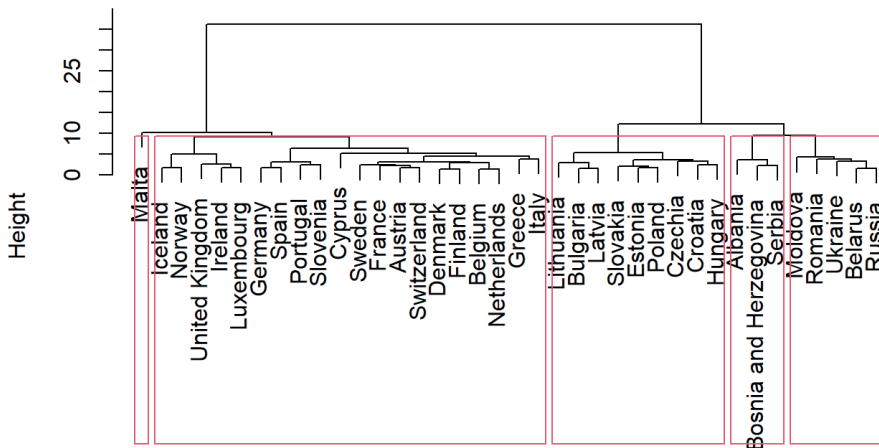 Height
25
10
0
Malta
Iceland
Norway
United Kingdom
Ireland
Luxembourg
Germany
Spain
Portugal
Slovenia
Cyprus
Sweden
France
Austria
Switzerland
Denmark
Finland
Belgium
Netherlands
Greece
Italy
Lithuania
Bulgaria
Latvia
Slovakia
Estonia
Poland
Czechia
Croatia
Hungary
Albania
Bosnia and Herzegovina
Serbia
Moldova
Romania
Ukraine
Belarus
Russia